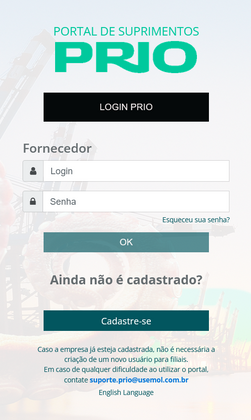 PORTAL DE SUPRIMENTOS
PRIO
LOGIN PRIO
Fornecedor
Login
Senha
Esqueceu sua senha?
OK
Ainda não é cadastrado?
Cadastre-se
Caso a empresa já esteja cadastrada, não é necessária a
criação de um novo usuário para filiais.
Em caso de qualquer dificuldade ao utilizar o portal,
contate suporte.prio@usemol.com.br
English Language